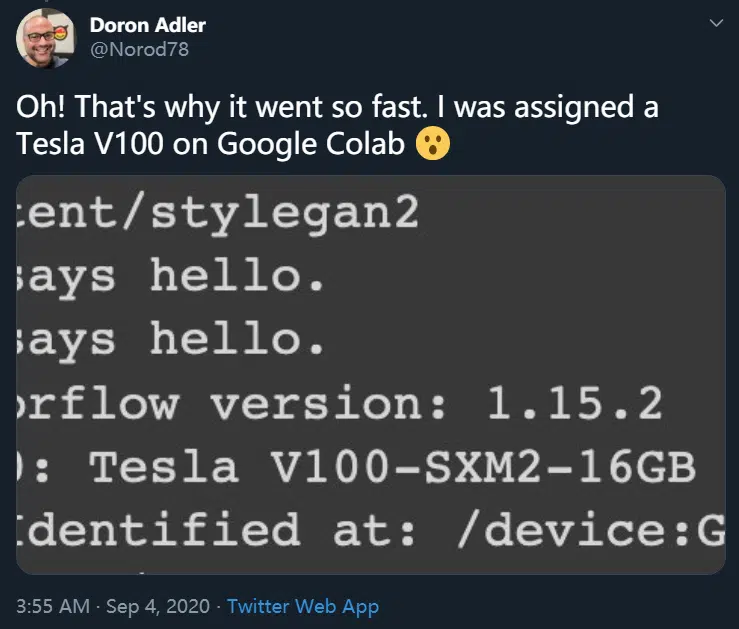 Doron Adler
@Norod78
Oh! That's why it went so fast. I was assigned a
Tesla V100 on Google Colab 😮
tent/stylegan2
says hello.
says hello.
orflow version: 1.15.2
): Tesla V100-SXM2-16GB
Identified at: /device:G
3:55 AM · Sep 4, 2020 · Twitter Web App